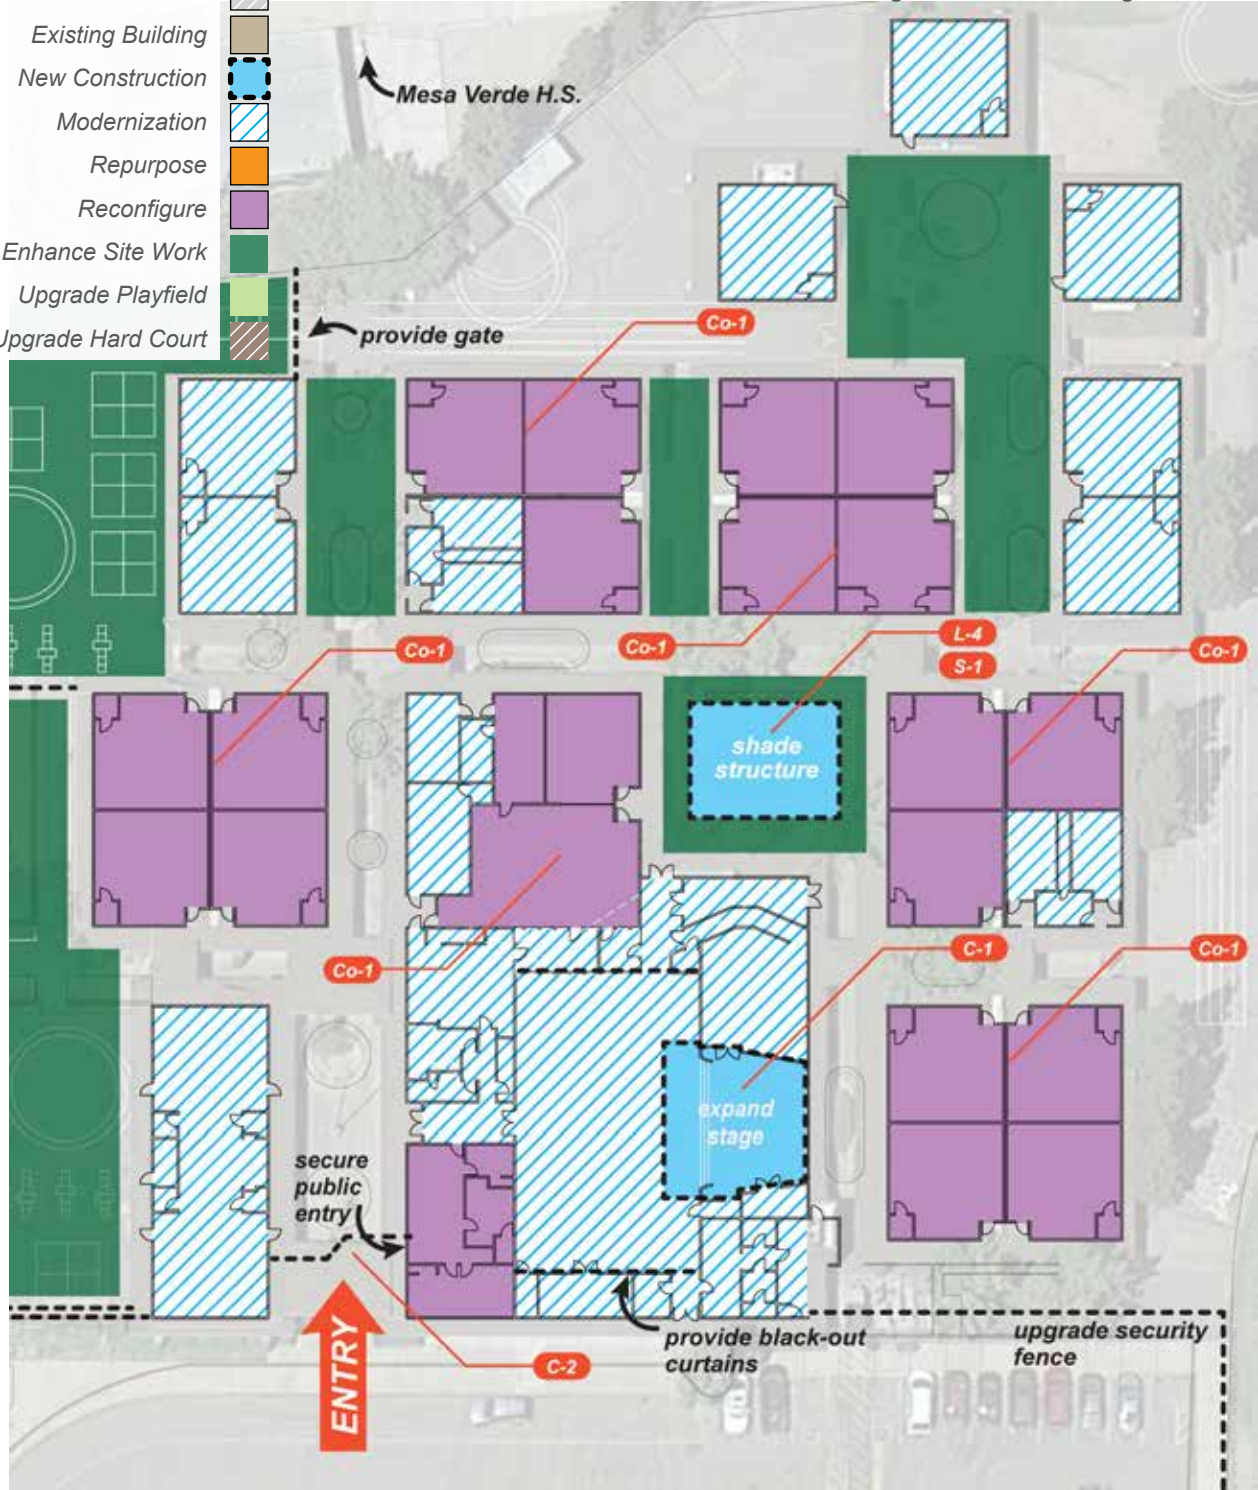 Existing Building
New Construction
Modernization
Repurpose
Reconfigure
Enhance Site Work
Upgrade Playfield
Upgrade Hard Court
Mesa Verde H.S.
provide gate
Co-1
Co-1
Co-1
L-4
S-1
Co-1
shade
structure
Co-1
C-1
Co-1
expand
stage
secure
public
entry
ENTRY
C-2
provide black-out
curtains
upgrade security
fence